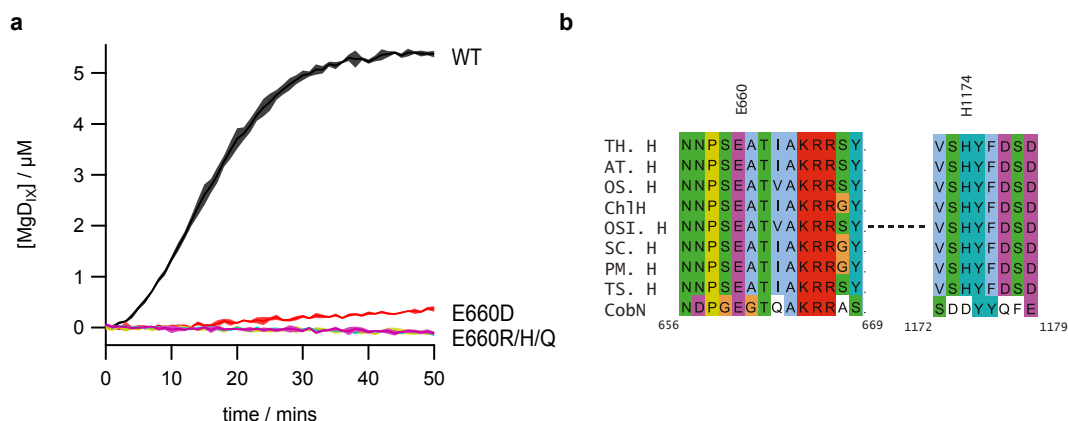 a
[MgD_IX] / µM
5
4
3
2
1
0
WT
E660D
E660R/H/Q
0 10 20 30 40 50
time / mins
b
E660 H1174
TH. H NNPSEATIAKRRSY. VSHYFDSD
AT. H NNPSEATIAKRRSY. VSHYFDSD
OS. H NNPSEATVAKRRSY. VSHYFDSD
ChlH NNPSEATIAKRRGY. VSHYFDSD
OSI. H NNPSEATVAKRRSY. VSHYFDSD
SC. H NNPSEATIAKRRGY. VSHYFDSD
PM. H NNPSEATIAKRRGY. VSHYFDSD
TS. H NNPSEATIAKRRSY. VSHYFDSD
CobN NDPGEGTQAKRRAS. SDDYYQFE
656 669 1172 1179